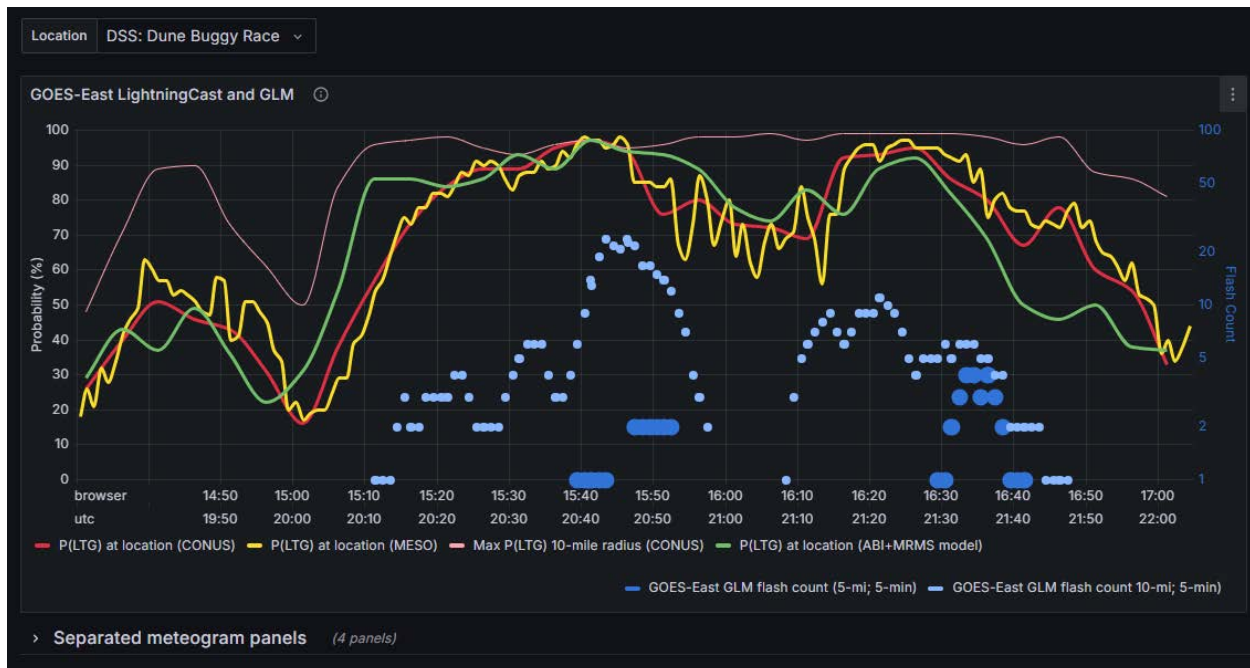 Location DSS: Dune Buggy Race
GOES-East LightningCast and GLM
100 100
90
80 50
70
20
60
50 10
40
5
30
20
2
10
0 1
Probability (%)
Flash Count
browser 14:50 15:00 15:10 15:20 15:30 15:40 15:50 16:00 16:10 16:20 16:30 16:40 16:50 17:00
utc 19:50 20:00 20:10 20:20 20:30 20:40 20:50 21:00 21:10 21:20 21:30 21:40 21:50 22:00
P(LTG) at location (CONUS) P(LTG) at location (MESO) Max P(LTG) 10-mile radius (CONUS) P(LTG) at location (ABI+MRMS model)
GOES-East GLM flash count (5-mi; 5-min) GOES-East GLM flash count 10-mi; 5-min)
Separated meteogram panels (4 panels)